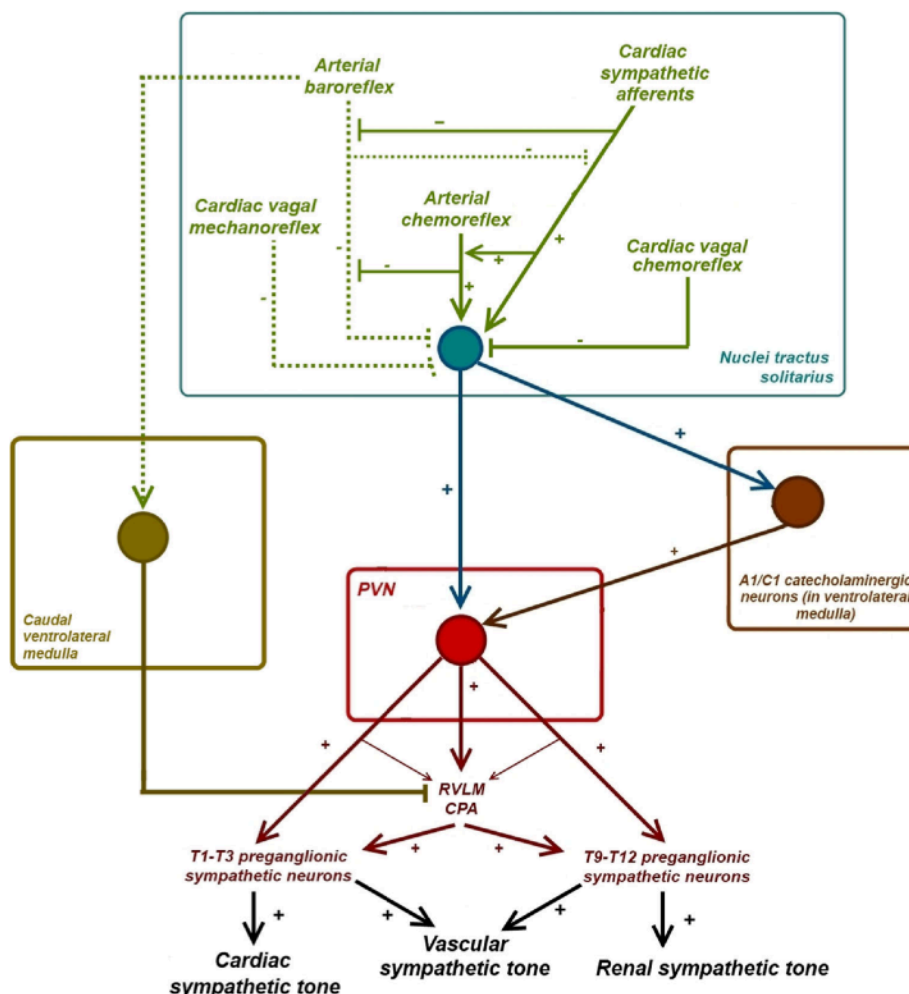 Arterial
baroreflex
Cardiac
sympathetic
afferents
–
-
Cardiac vagal
mechanoreflex
Arterial
chemoreflex
Cardiac vagal
chemoreflex
+
+
-
+
-
-
Nuclei tractus
solitarius
+
+
+
Caudal
ventrolateral
medulla
PVN
A1/C1 catecholaminergic
neurons (in ventrolateral
medulla)
+
+
+
RVLM
CPA
+
+
T1-T3 preganglionic
sympathetic neurons
T9-T12 preganglionic
sympathetic neurons
+
+
+
+
Cardiac
sympathetic tone
Vascular
sympathetic tone
Renal sympathetic tone